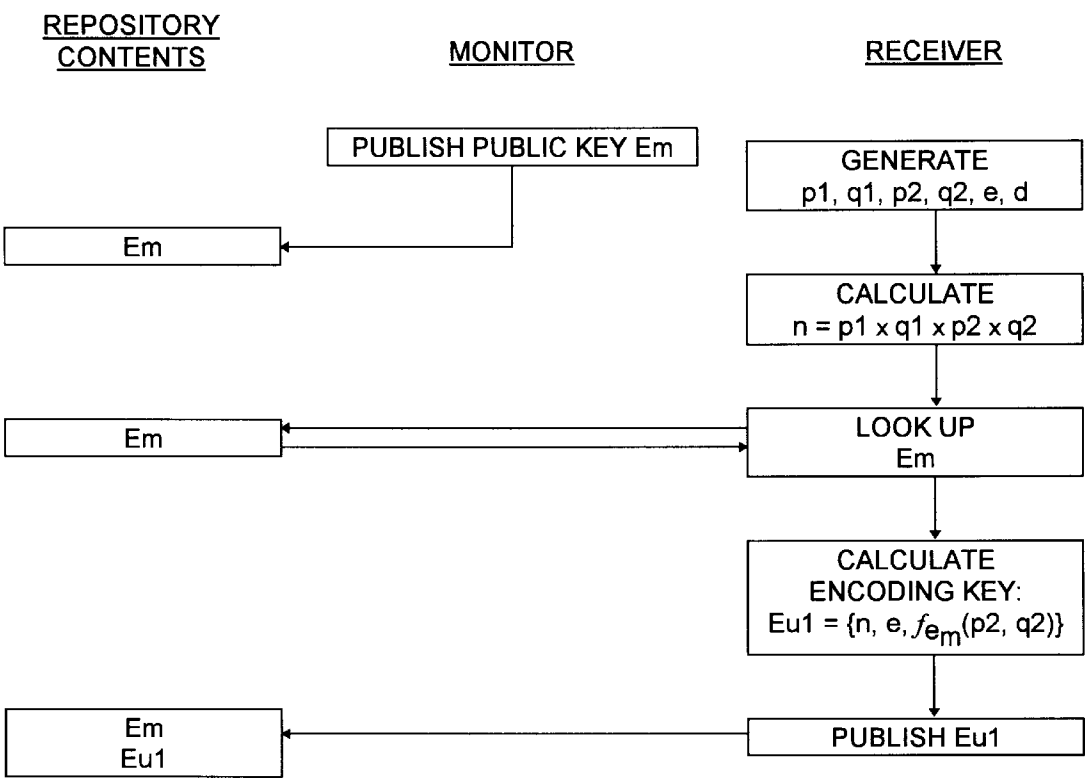 REPOSITORY
CONTENTS
MONITOR
RECEIVER
PUBLISH PUBLIC KEY Em
GENERATE
p1, q1, p2, q2, e, d
Em
CALCULATE
n = p1 x q1 x p2 x q2
Em
LOOK UP
Em
CALCULATE
ENCODING KEY:
Eu1 = {n, e, fem(p2, q2)}
Em
Eu1
PUBLISH Eu1